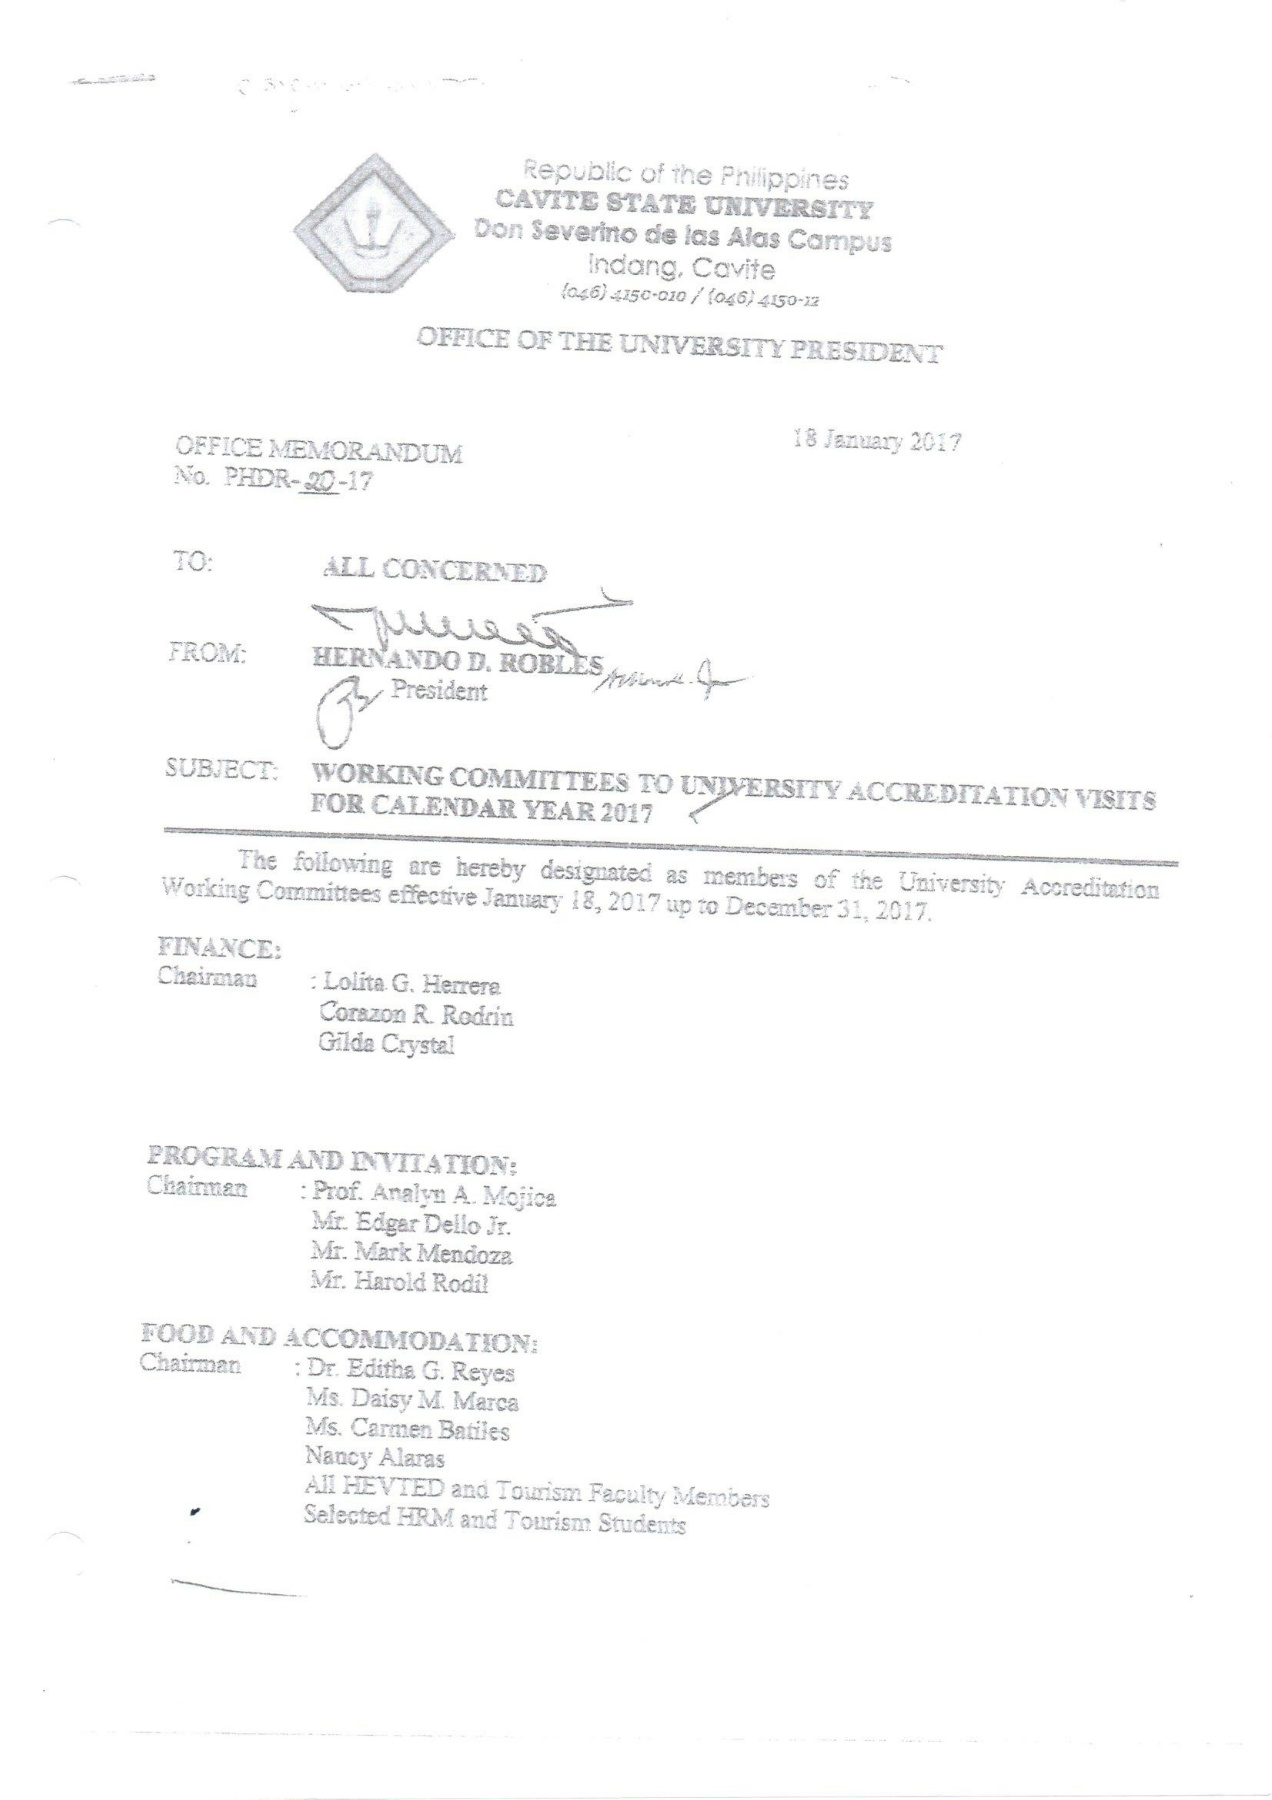 Republic of the Philippines
CAVITE STATE UNIVERSITY
Don Severino de las Alas Campus
Indang, Cavite
(046) 4150-010 / (046) 4150-12
OFFICE OF THE UNIVERSITY PRESIDENT
18 January 2017
OFFICE MEMORANDUM
No. PHDR-20-17
TO: ALL CONCERNED
FROM: HERNANDO D. ROBLES
President
SUBJECT: WORKING COMMITTEES TO UNIVERSITY ACCREDITATION VISITS
FOR CALENDAR YEAR 2017
The following are hereby designated as members of the University Accreditation
Working Committees effective January 18, 2017 up to December 31, 2017.
FINANCE:
Chairman : Lolita G. Herrera
Corazon R. Rodrin
Gilda Crystal
PROGRAM AND INVITATION:
Chairman : Prof. Analyn A. Mojica
Mr. Edgar Dello Jr.
Mr. Mark Mendoza
Mr. Harold Rodil
FOOD AND ACCOMMODATION:
Chairman : Dr. Editha G. Reyes
Ms. Daisy M. Marca
Ms. Carmen Batiles
Nancy Alaras
All HEVTED and Tourism Faculty Members
Selected HRM and Tourism Students